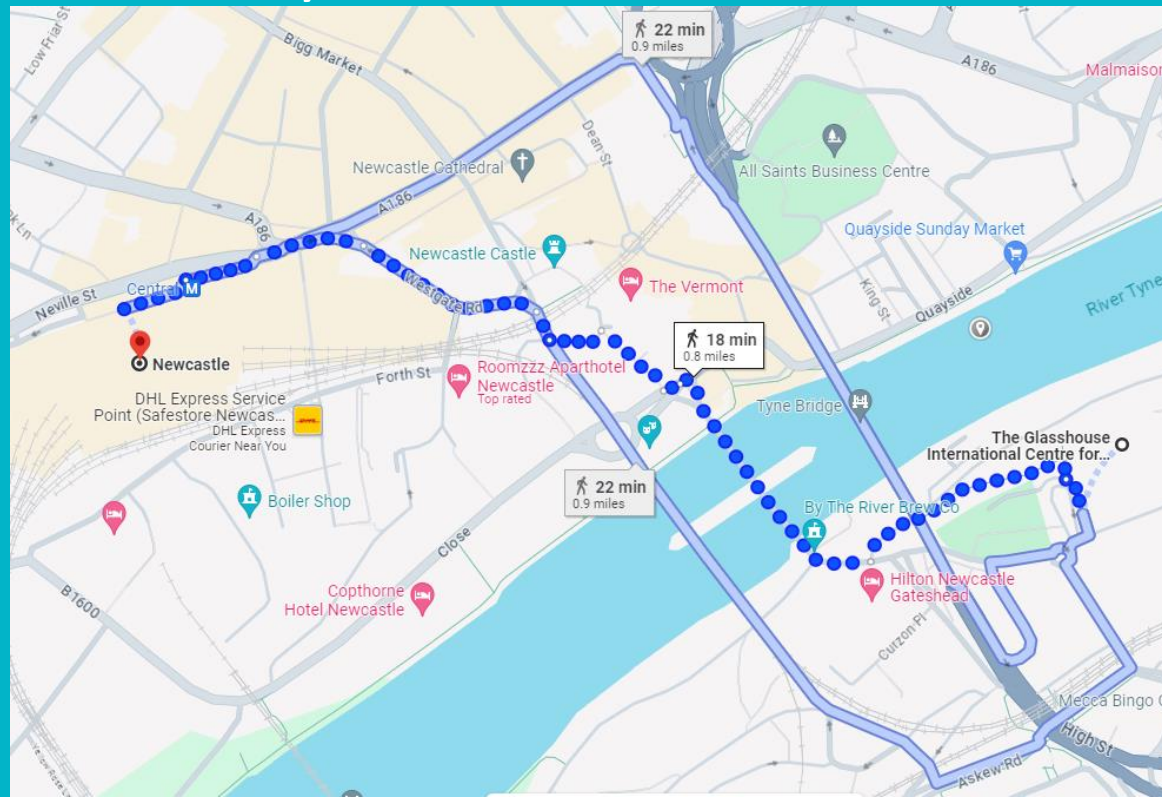 22 min
0.9 miles
Low Friar St
Bigg Market
A186
Malmaison
Dean St
Newcastle Cathedral
All Saints Business Centre
A186
A186
Quayside Sunday Market
Newcastle Castle
King St
Central M
Westgate Rd
The Vermont
Quayside
River Tyne
Neville St
18 min
0.8 miles
Newcastle
Forth St
Roomzzz Aparthotel
Newcastle
Top rated
DHL Express Service
Point (Safestore Newcas...
DHL Express
Courier Near You
Tyne Bridge
The Glasshouse
International Centre for...
22 min
0.9 miles
Boiler Shop
By The River Brew Co
Close
Copthorne
Hotel Newcastle
Hilton Newcastle
Gateshead
B1600
Curzon Pl
Mecca Bingo
High St
Askew Rd